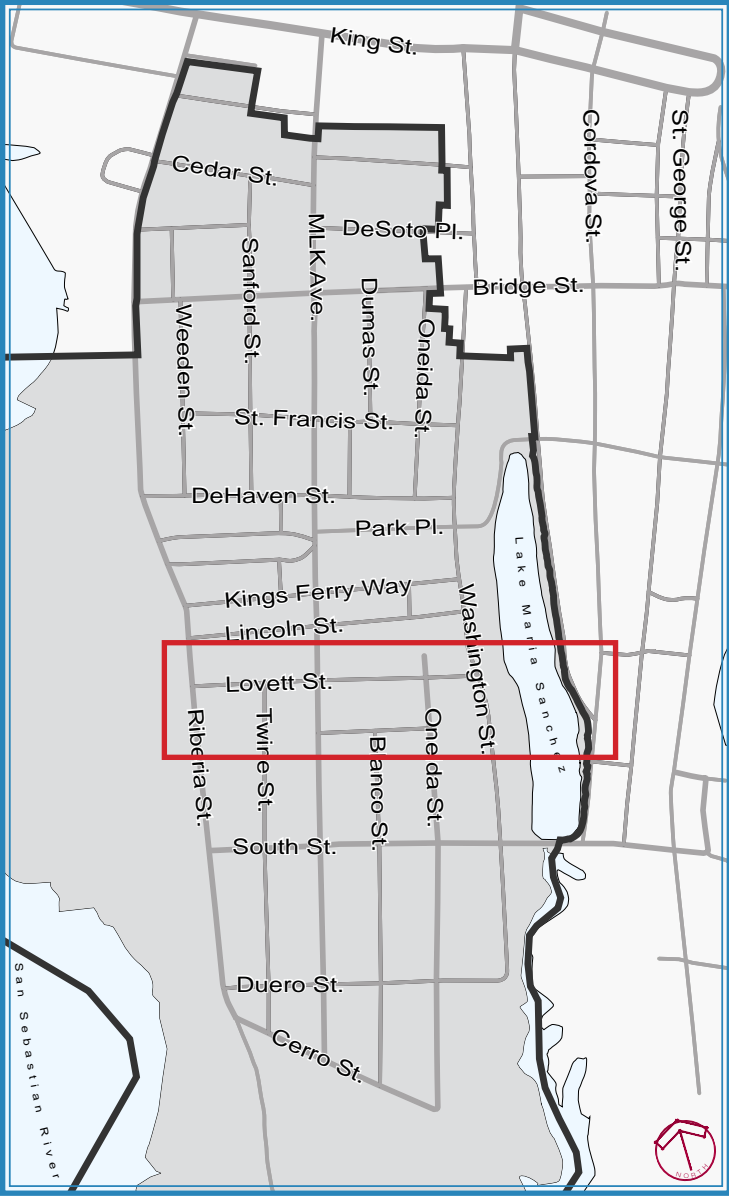 King St.
Cordova St.
St. George St.
Cedar St.
MLK Ave.
DeSoto Pl.
Sanford St.
Bridge St.
Dumas St.
Weeden St.
Oneida St.
St. Francis St.
DeHaven St.
Park Pl.
Lake Maria Sanchez
Kings Ferry Way
Washington St.
Lincoln St.
Lovett St.
Riberia St.
Twine St.
Blanco St.
Oneida St.
South St.
San Sebastian River
Duero St.
Cerro St.
NORTH